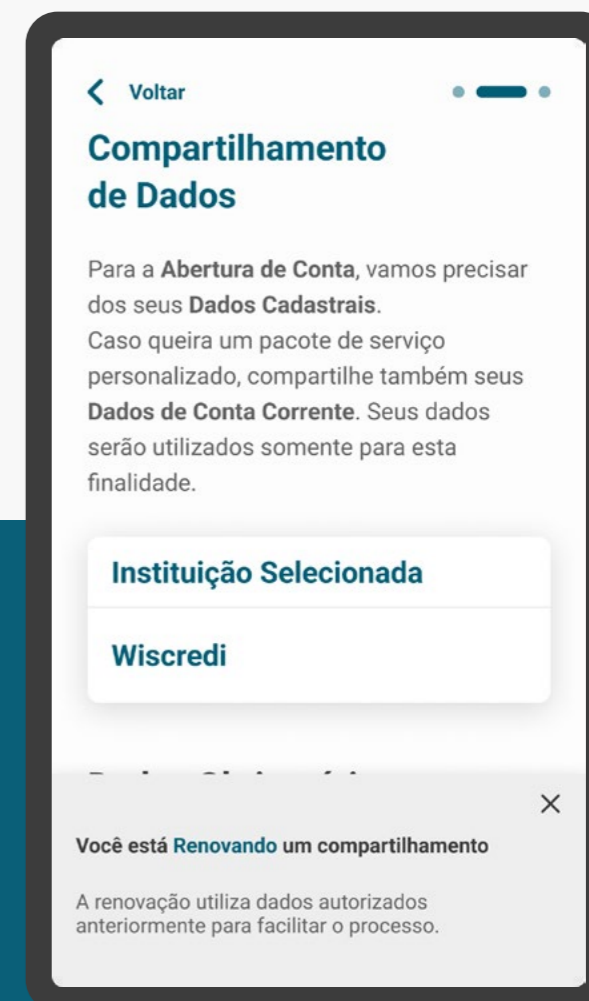 Voltar
Compartilhamento
de Dados
Para a Abertura de Conta, vamos precisar
dos seus Dados Cadastrais.
Caso queira um pacote de serviço
personalizado, compartilhe também seus
Dados de Conta Corrente. Seus dados
serão utilizados somente para esta
finalidade.
Instituição Selecionada
Wiscredi
Você está Renovando um compartilhamento
A renovação utiliza dados autorizados
anteriormente para facilitar o processo.